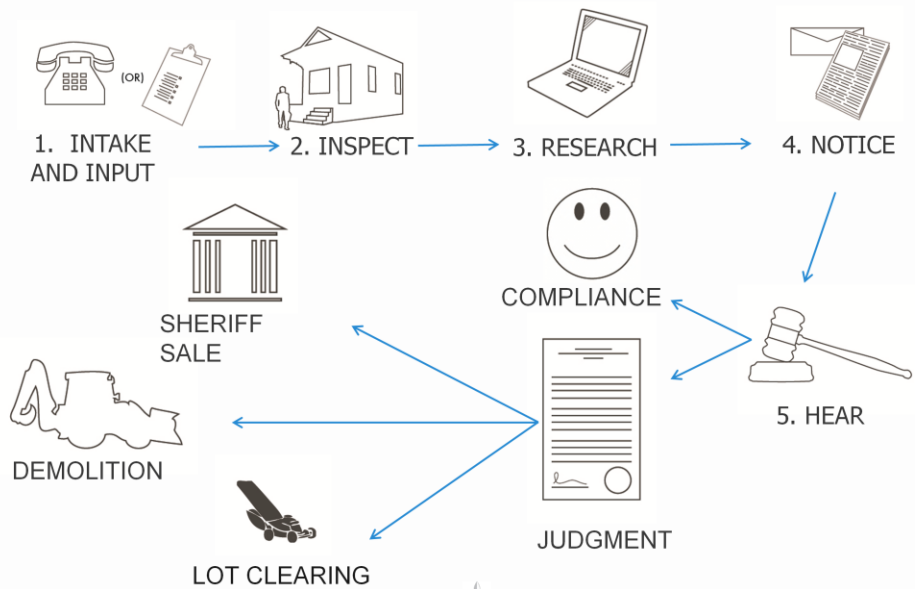 (OR)
1. INTAKE
AND INPUT
2. INSPECT
3. RESEARCH
4. NOTICE
COMPLIANCE
SHERIFF
SALE
5. HEAR
DEMOLITION
JUDGMENT
LOT CLEARING